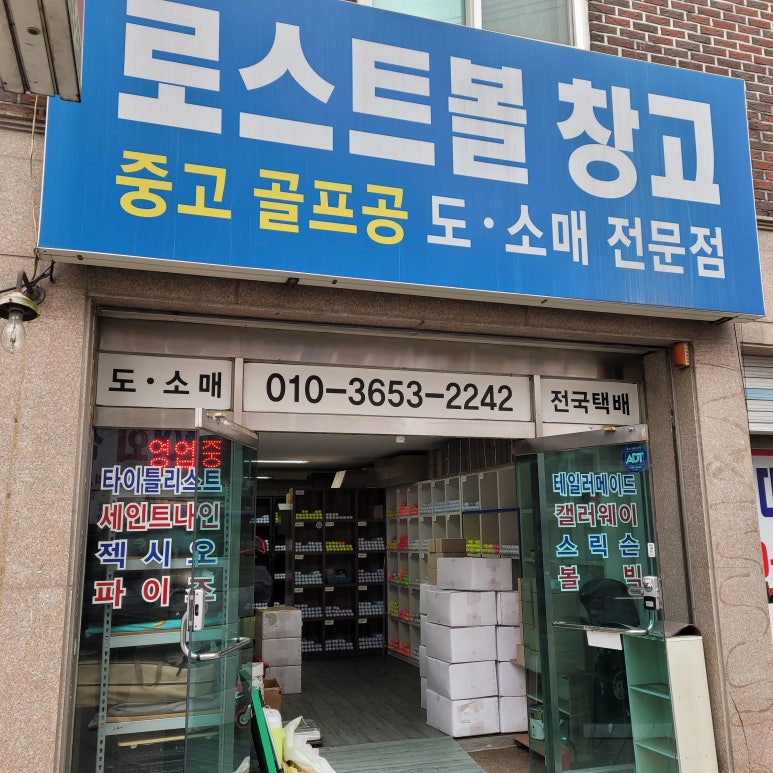 로스트볼 창고
중고 골프공 도·소매 전문점
도·소매
010-3653-2242
전국택배
영업중
타이틀리스트
세인트나인
젝시오
파이즈
ADT
테일러메이드
캘러웨이
스릭슨
볼빅